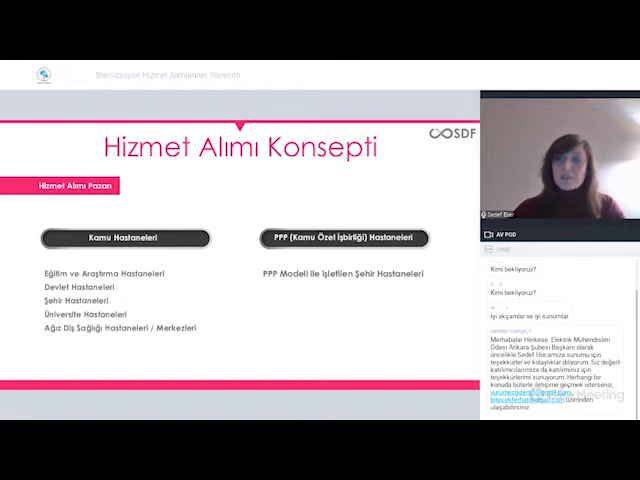 Sterilizasyon Hizmet Alımlarının Yönetimi
Hizmet Alımı Konsepti
SDF
Hizmet Alımı Pazarı
Kamu Hastaneleri
PPP (Kamu Özel İşbirliği) Hastaneleri
Eğitim ve Araştırma Hastaneleri
Devlet Hastaneleri
Şehir Hastaneleri
Üniversite Hastaneleri
Ağız Diş Sağlığı Hastaneleri / Merkezleri
PPP Modeli ile İşletilen Şehir Hastaneleri
AV POD
CHAT
Kimi bekliyoruz?
Kimi bekliyoruz?
İyi akşamlar ve iyi sunumlar.
Merhabalar Herkese. Elektrik Mühendisleri
Odası Ankara Şubesi Başkanı olarak
öncelikle Sedef Hocamıza sunumu için
teşekkürler ve kolaylıklar diliyorum. Siz değerli
katılımcılarımıza da katılımınız için
teşekkürlerimi sunuyorum. Herhangi bir
konuda bizlerle iletişime geçmek isterseniz,
üzerinden
ulaşabilirsiniz.